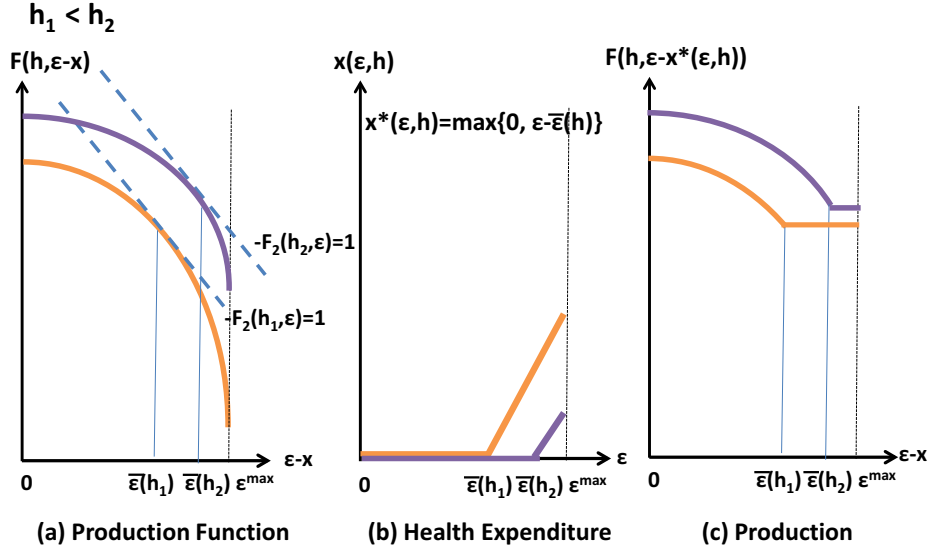 h₁ < h₂
F(h,ε-x)
-F₂(h₂,ε)=1
-F₂(h₁,ε)=1
0
ε̅(h₁) ε̅(h₂) εᵐᵃˣ
ε-x
(a) Production Function
x(ε,h)
x*(ε,h)=max{0, ε-ε̅(h)}
0
ε̅(h₁) ε̅(h₂) εᵐᵃˣ
ε
(b) Health Expenditure
F(h,ε-x*(ε,h))
0
ε̅(h₁) ε̅(h₂) εᵐᵃˣ
ε-x
(c) Production